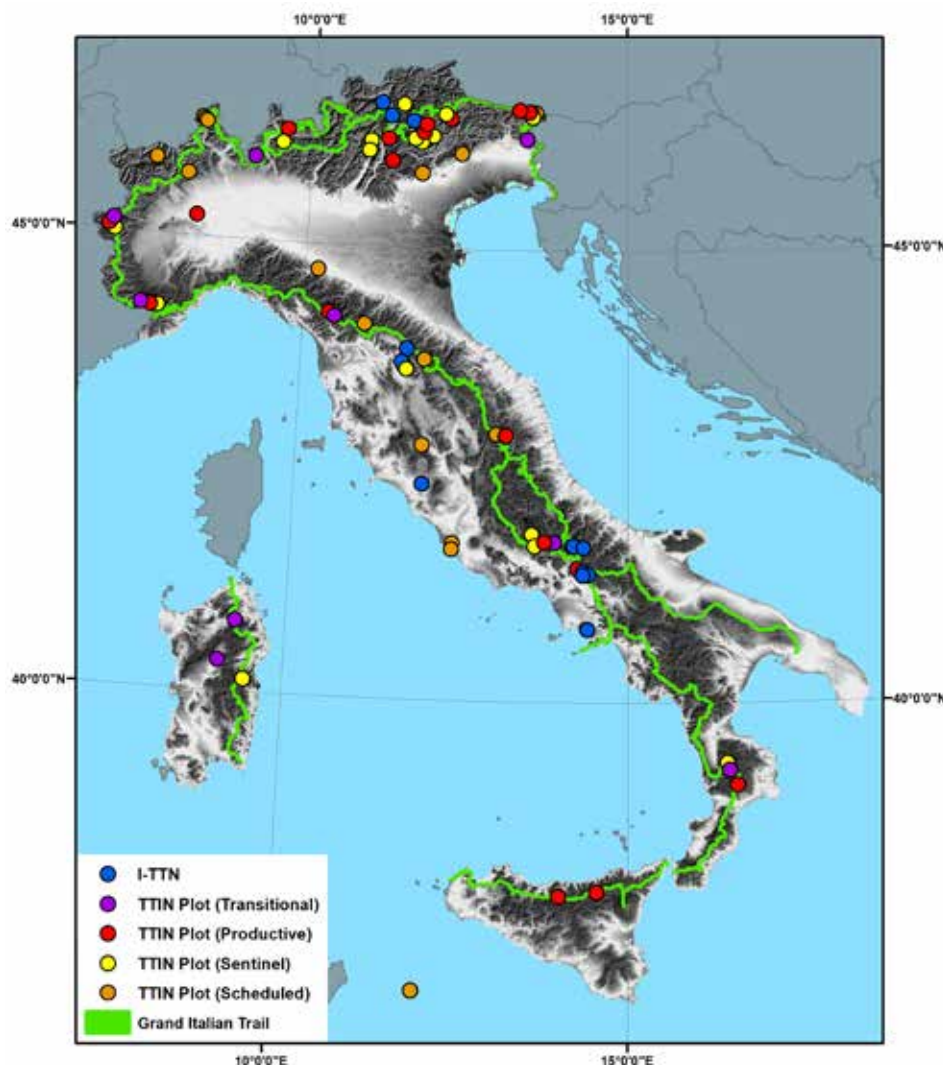 10°0'0"E 15°0'0"E
45°0'0"N 45°0'0"N
40°0'0"N 40°0'0"N
I-TTN
TTIN Plot (Transitional)
TTIN Plot (Productive)
TTIN Plot (Sentinel)
TTIN Plot (Scheduled)
Grand Italian Trail
10°0'0"E 15°0'0"E